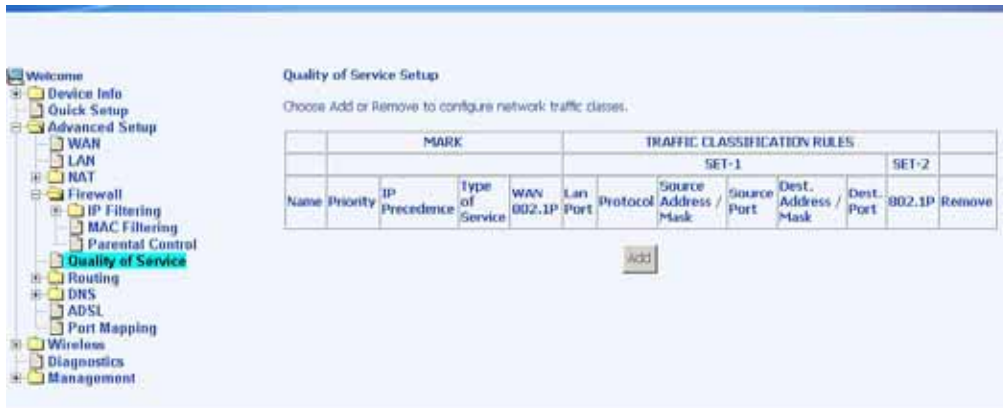 Welcome
Device Info
Quick Setup
Advanced Setup
WAN
LAN
NAT
Firewall
IP Filtering
MAC Filtering
Parental Control
Quality of Service
Routing
DNS
ADSL
Port Mapping
Wireless
Diagnostics
Management
Quality of Service Setup
Choose Add or Remove to configure network traffic classes.
MARK TRAFFIC CLASSIFICATION RULES
SET-1 SET-2
Name Priority IP Precedence Type of Service WAN 802.1P Lan Port Protocol Source Address / Mask Source Port Dest. Address / Mask Dest. Port 802.1P Remove
Add